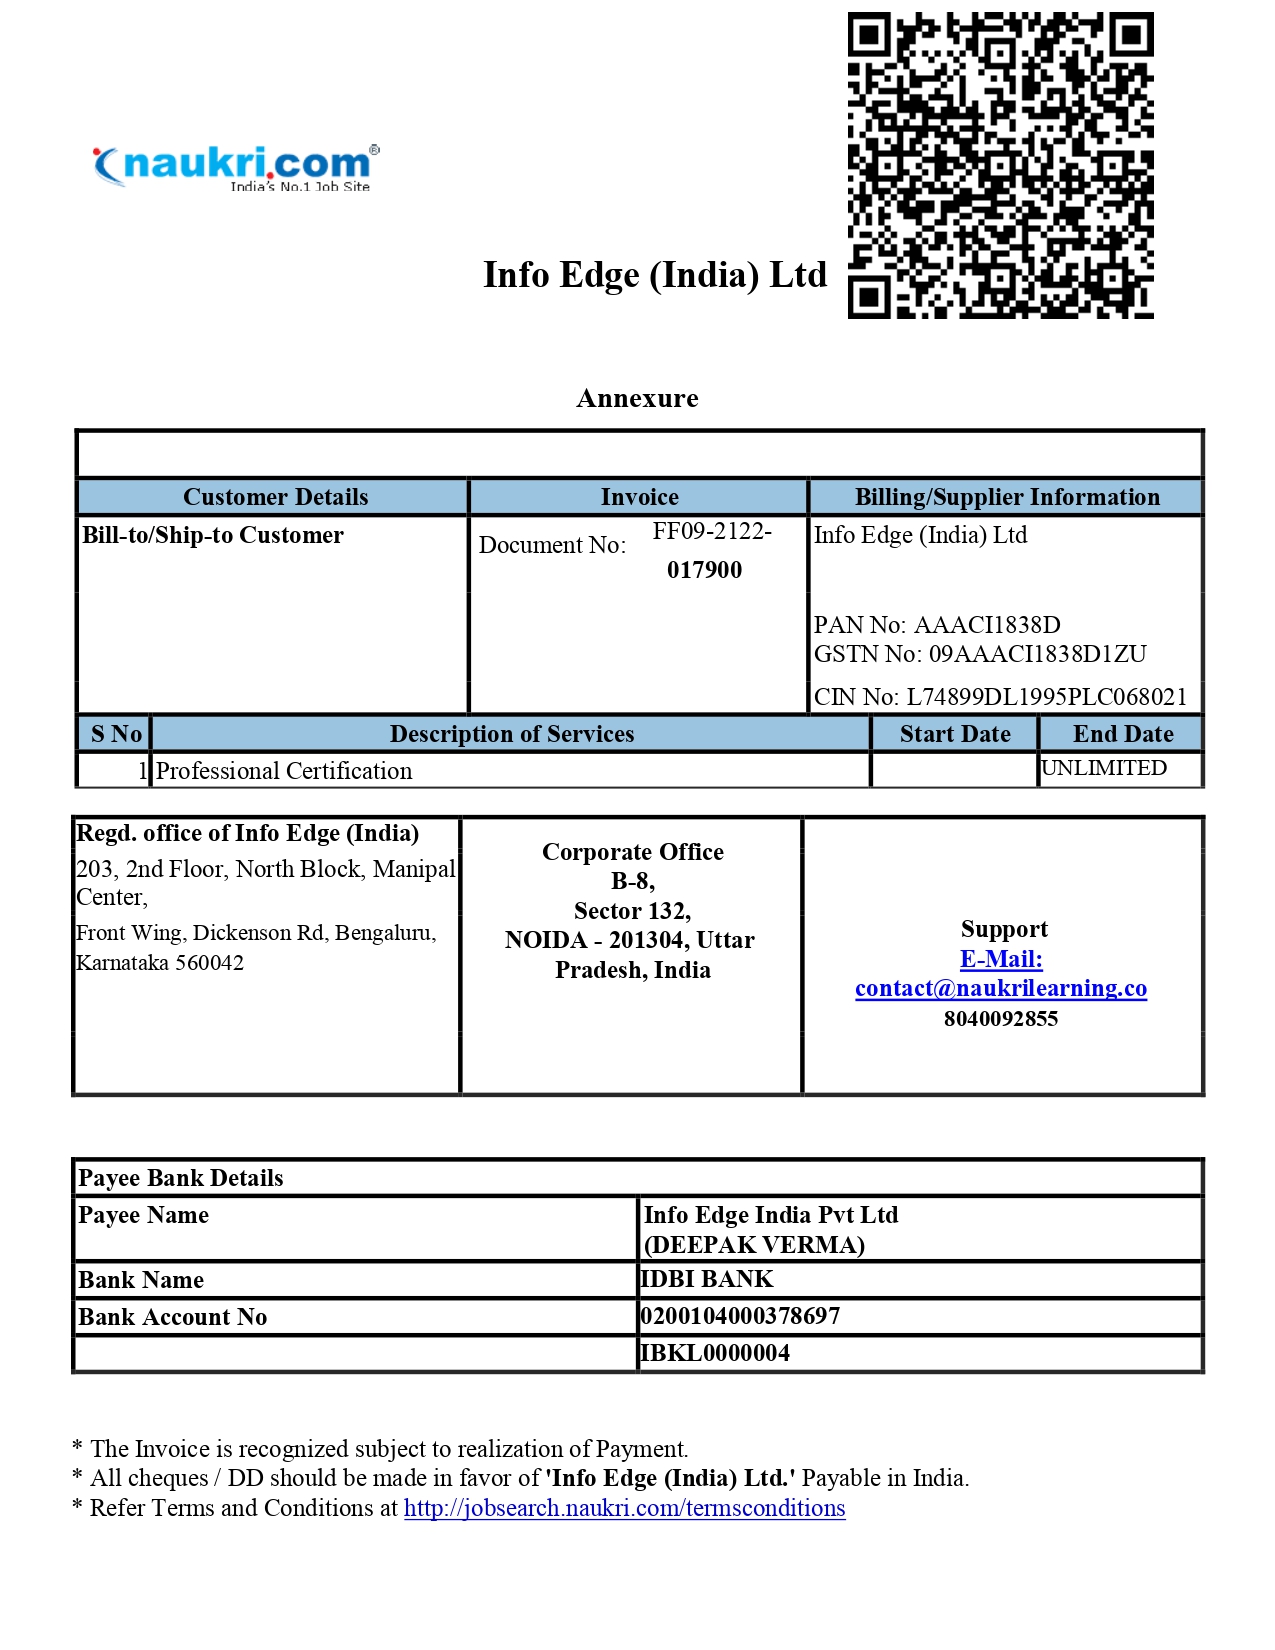 naukri.com®
India's No.1 Job Site
Info Edge (India) Ltd
Annexure
Customer Details Invoice Billing/Supplier Information
Bill-to/Ship-to Customer
Document No: FF09-2122-
017900
Info Edge (India) Ltd
PAN No: AAACI1838D
GSTN No: 09AAACI1838D1ZU
CIN No: L74899DL1995PLC068021
S No Description of Services Start Date End Date
1 Professional Certification UNLIMITED
Regd. office of Info Edge (India)
203, 2nd Floor, North Block, Manipal
Center,
Front Wing, Dickenson Rd, Bengaluru,
Karnataka 560042
Corporate Office
B-8,
Sector 132,
NOIDA - 201304, Uttar
Pradesh, India
Support
E-Mail:
contact@naukrilearning.co
8040092855
Payee Bank Details
Payee Name Info Edge India Pvt Ltd
(DEEPAK VERMA)
Bank Name IDBI BANK
Bank Account No 0200104000378697
IBKL0000004
* The Invoice is recognized subject to realization of Payment.
* All cheques / DD should be made in favor of 'Info Edge (India) Ltd.' Payable in India.
* Refer Terms and Conditions at http://jobsearch.naukri.com/termsconditions